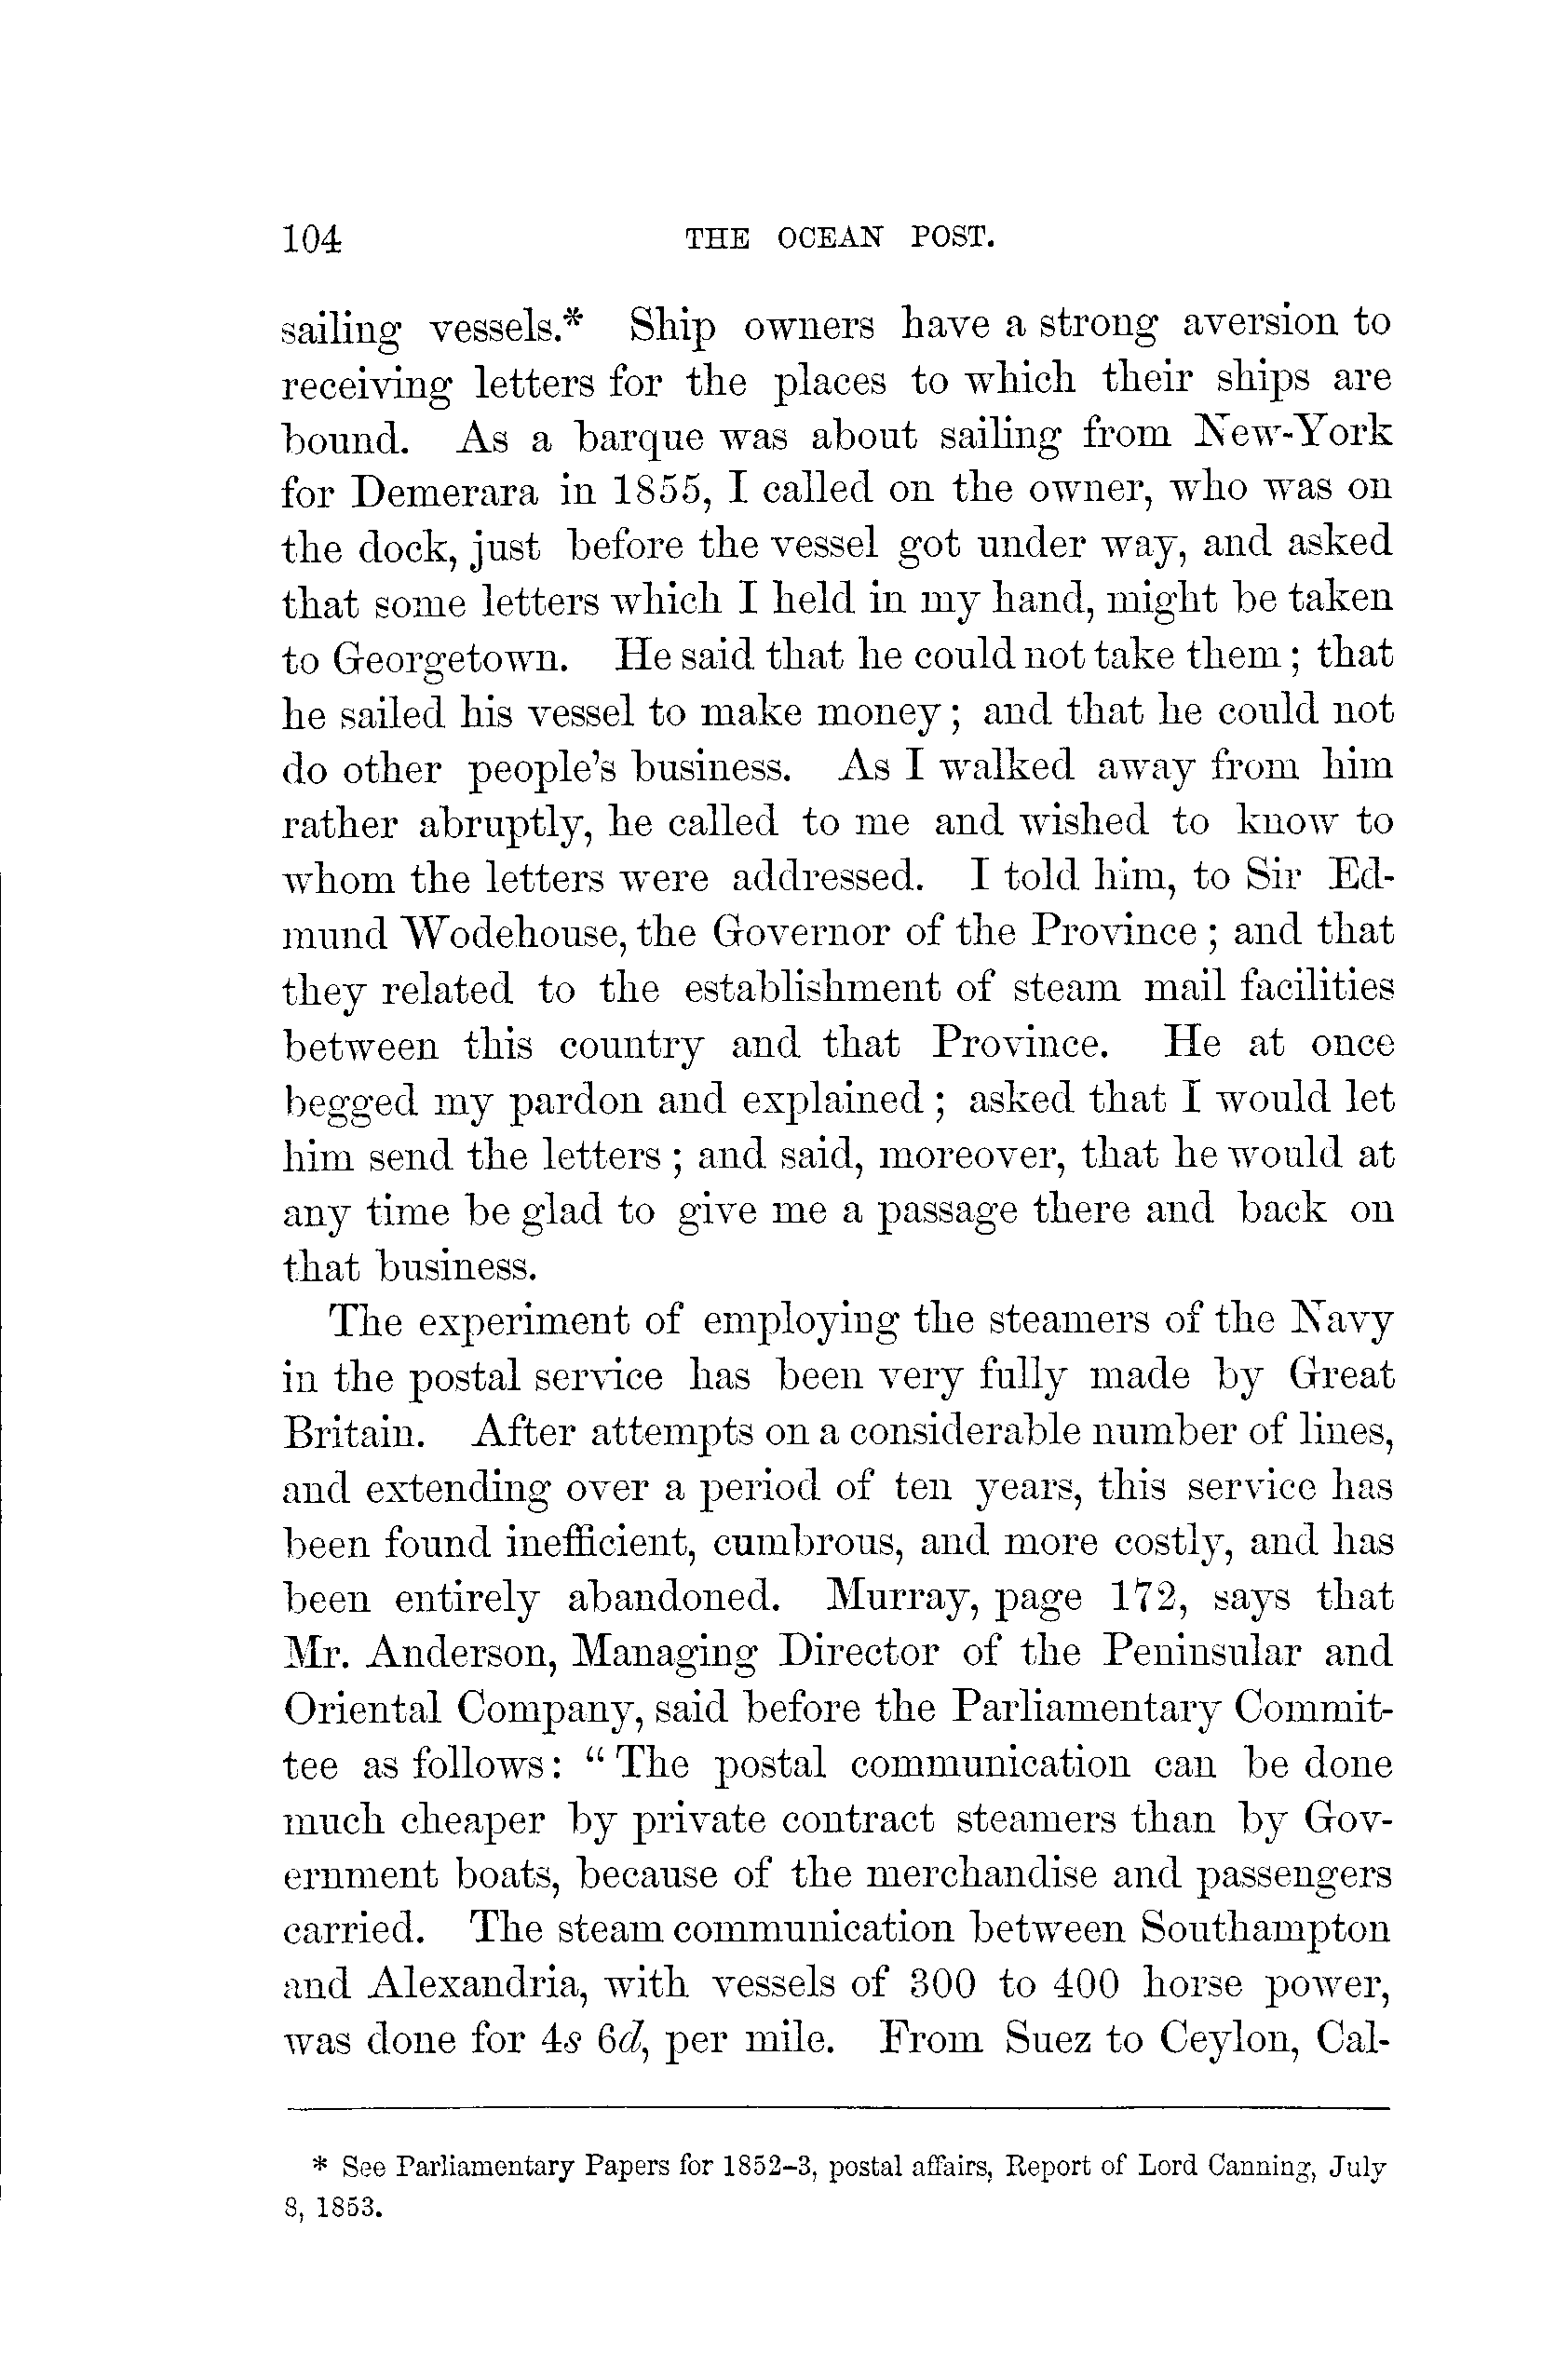 104 THE OCEAN POST.
sailing vessels.* Ship owners have a strong aversion to
receiving letters for the places to which their ships are
bound. As a barque was about sailing from New-York
for Demerara in 1855, I called on the owner, who was on
the dock, just before the vessel got under way, and asked
that some letters which I held in my hand, might be taken
to Georgetown. He said that he could not take them; that
he sailed his vessel to make money; and that he could not
do other people's business. As I walked away from him
rather abruptly, he called to me and wished to know to
whom the letters were addressed. I told him, to Sir Ed-
mund Wodehouse, the Governor of the Province; and that
they related to the establishment of steam mail facilities
between this country and that Province. He at once
begged my pardon and explained; asked that I would let
him send the letters; and said, moreover, that he would at
any time be glad to give me a passage there and back on
that business.
The experiment of employing the steamers of the Navy
in the postal service has been very fully made by Great
Britain. After attempts on a considerable number of lines,
and extending over a period of ten years, this service has
been found inefficient, cumbrous, and more costly, and has
been entirely abandoned. Murray, page 172, says that
Mr. Anderson, Managing Director of the Peninsular and
Oriental Company, said before the Parliamentary Commit-
tee as follows: "The postal communication can be done
much cheaper by private contract steamers than by Gov-
ernment boats, because of the merchandise and passengers
carried. The steam communication between Southampton
and Alexandria, with vessels of 300 to 400 horse power,
was done for 4s 6d, per mile. From Suez to Ceylon, Cal-
* See Parliamentary Papers for 1852-3, postal affairs, Report of Lord Canning, July
8, 1853.